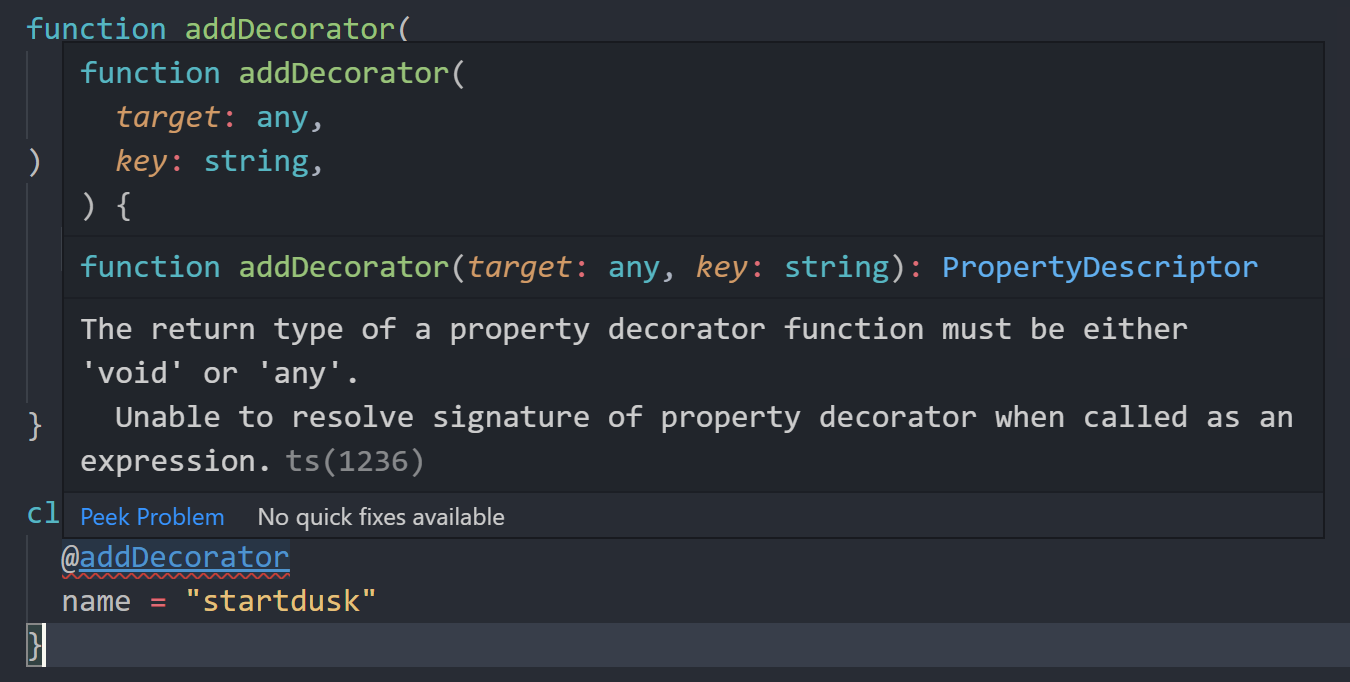 function addDecorator(
function addDecorator(
  target: any,
  key: string,
) {
)
function addDecorator(target: any, key: string): PropertyDescriptor
The return type of a property decorator function must be either
'void' or 'any'.
  Unable to resolve signature of property decorator when called as an
expression. ts(1236)
}
cl
Peek Problem No quick fixes available
@addDecorator
name = "startdusk"
}